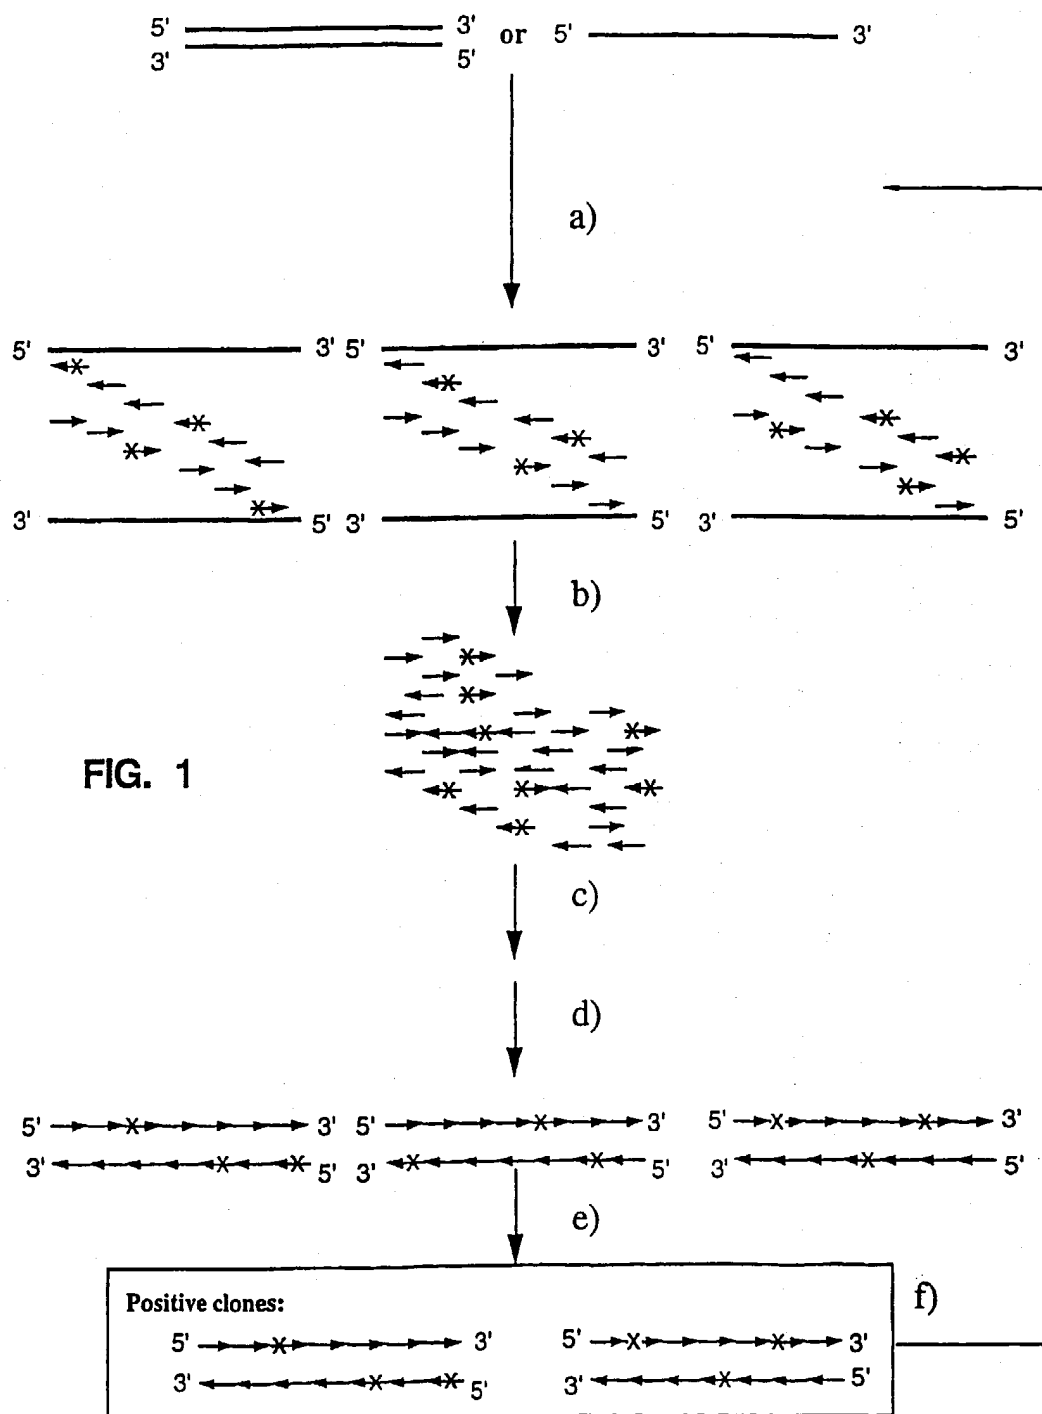 5' 3' or 5' 3'
3' 5'
a)
5' 3' 5' 3' 5' 3'
3' 5' 3' 5' 3' 5'
b)
FIG. 1
c)
d)
5' 3' 5' 3' 5' 3'
3' 5' 3' 5' 3' 5'
e)
f)
Positive clones:
5' 3' 5' 3'
3' 5' 3' 5'